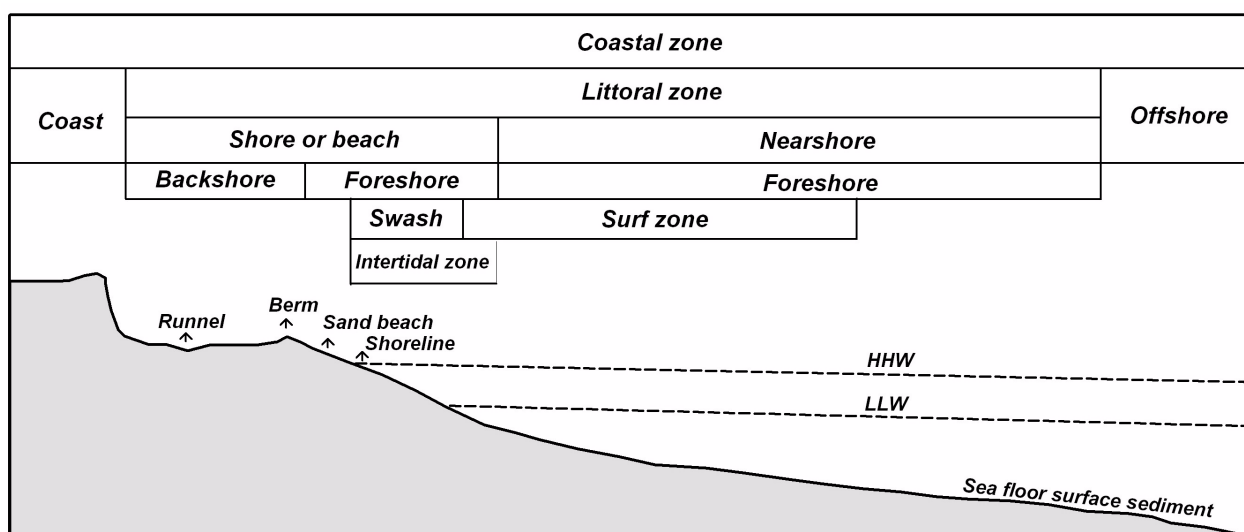 Coastal zone
Coast
Littoral zone
Offshore
Shore or beach
Nearshore
Backshore
Foreshore
Foreshore
Swash
Surf zone
Intertidal zone
Runnel
Berm
Sand beach
Shoreline
HHW
LLW
Sea floor surface sediment